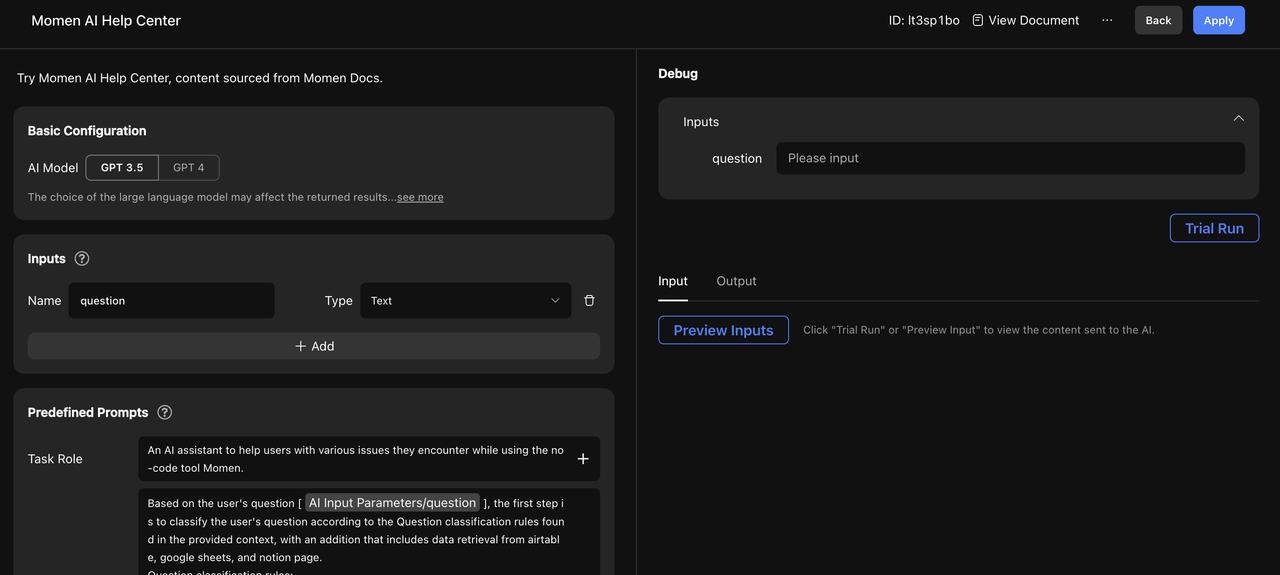 Momen AI Help Center
ID: lt3sp1bo View Document ... Back Apply
Try Momen AI Help Center, content sourced from Momen Docs.
Basic Configuration
AI Model GPT 3.5 GPT 4
The choice of the large language model may affect the returned results...see more
Inputs ?
Name question Type Text
+ Add
Predefined Prompts ?
Task Role
An AI assistant to help users with various issues they encounter while using the no
-code tool Momen.
Based on the user's question [ AI Input Parameters/question ], the first step i
s to classify the user's question according to the Question classification rules foun
d in the provided context, with an addition that includes data retrieval from airtabl
e, google sheets, and notion page.
Question classification rules:
Debug
Inputs
question Please input
Trial Run
Input Output
Preview Inputs Click "Trial Run" or "Preview Input" to view the content sent to the AI.